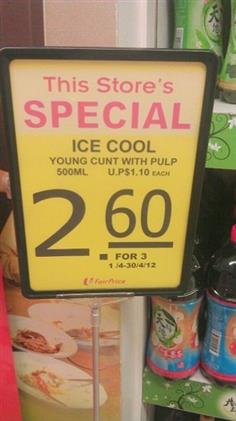 This Store's
SPECIAL
ICE COOL
YOUNG CUNT WITH PULP
500ML U.P$1.10 EACH
2.60
FOR 3
1/4-30/4/12
FairPrice